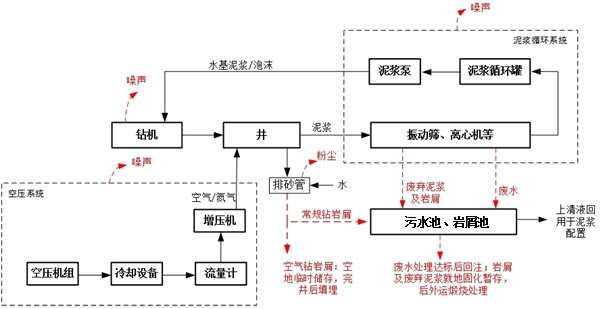 噪声
泥浆循环系统
水基泥浆/泡沫
泥浆泵
泥浆循环罐
噪声
钻机
井
泥浆
振动筛、离心机等
噪声
粉尘
排砂管
水
空压系统
空气/氮气
废弃泥浆
及岩屑
废水
增压机
常规钻岩屑
污水池、岩屑池
上清液回
用于泥浆
配置
空压机组
冷却设备
流量计
空气钻岩屑：空
地临时储存，完
井后填埋
废水处理达标后回注；岩屑
及废弃泥浆就地固化暂存，
后外运煅烧处理